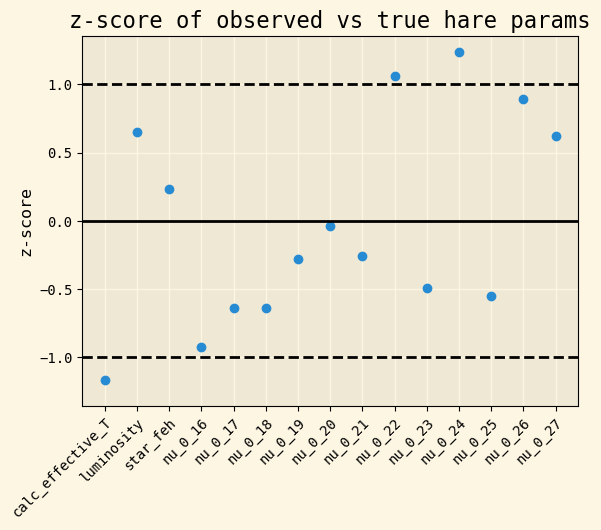 z-score of observed vs true hare params
z-score
1.0
0.5
0.0
−0.5
−1.0
calc_effective_T
luminosity
star_feh
nu_0_16
nu_0_17
nu_0_18
nu_0_19
nu_0_20
nu_0_21
nu_0_22
nu_0_23
nu_0_24
nu_0_25
nu_0_26
nu_0_27